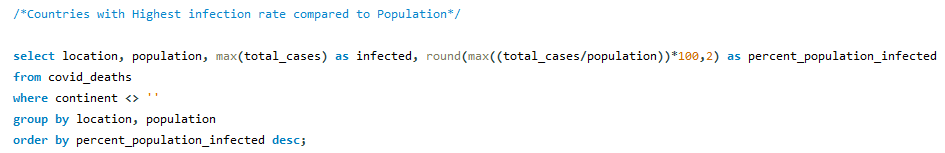 /*Countries with Highest infection rate compared to Population*/
select location, population, max(total_cases) as infected, round(max((total_cases/population))*100,2) as percent_population_infected
from covid_deaths
where continent <> ''
group by location, population
order by percent_population_infected desc;